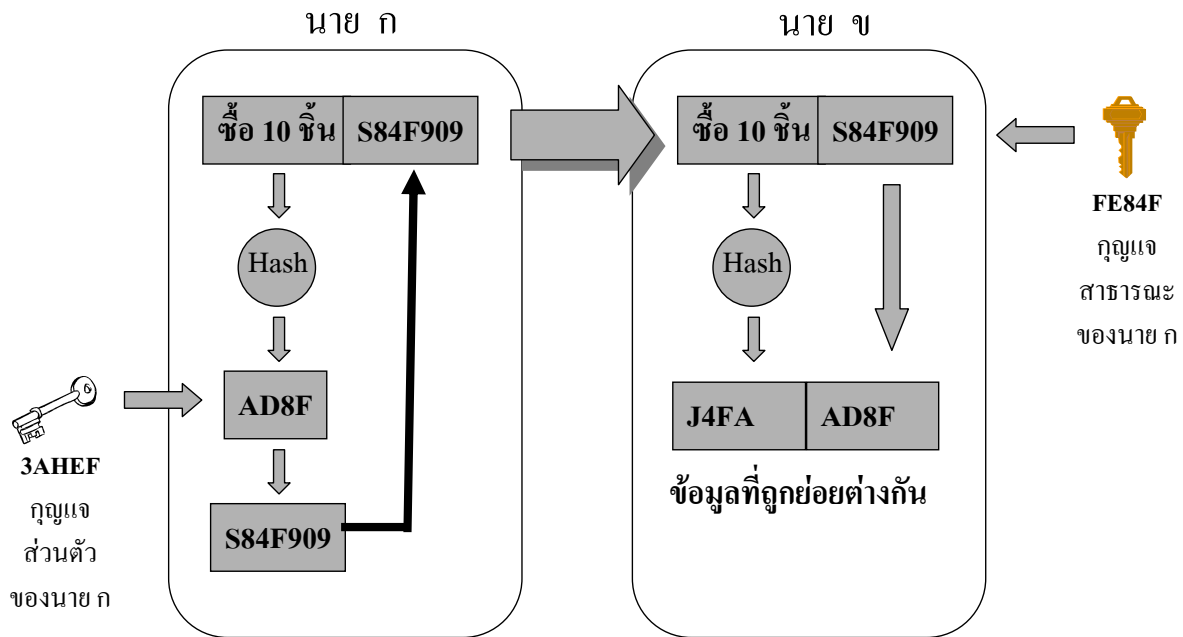 นาย ก
ซื้อ 10 ชิ้น S84F909
Hash
AD8F
S84F909
3AHEF
กุญแจ
ส่วนตัว
ของนาย ก
นาย ข
ซื้อ 10 ชิ้น S84F909
Hash
J4FA AD8F
ข้อมูลที่ถูกย่อยต่างกัน
FE84F
กุญแจ
สาธารณะ
ของนาย ก